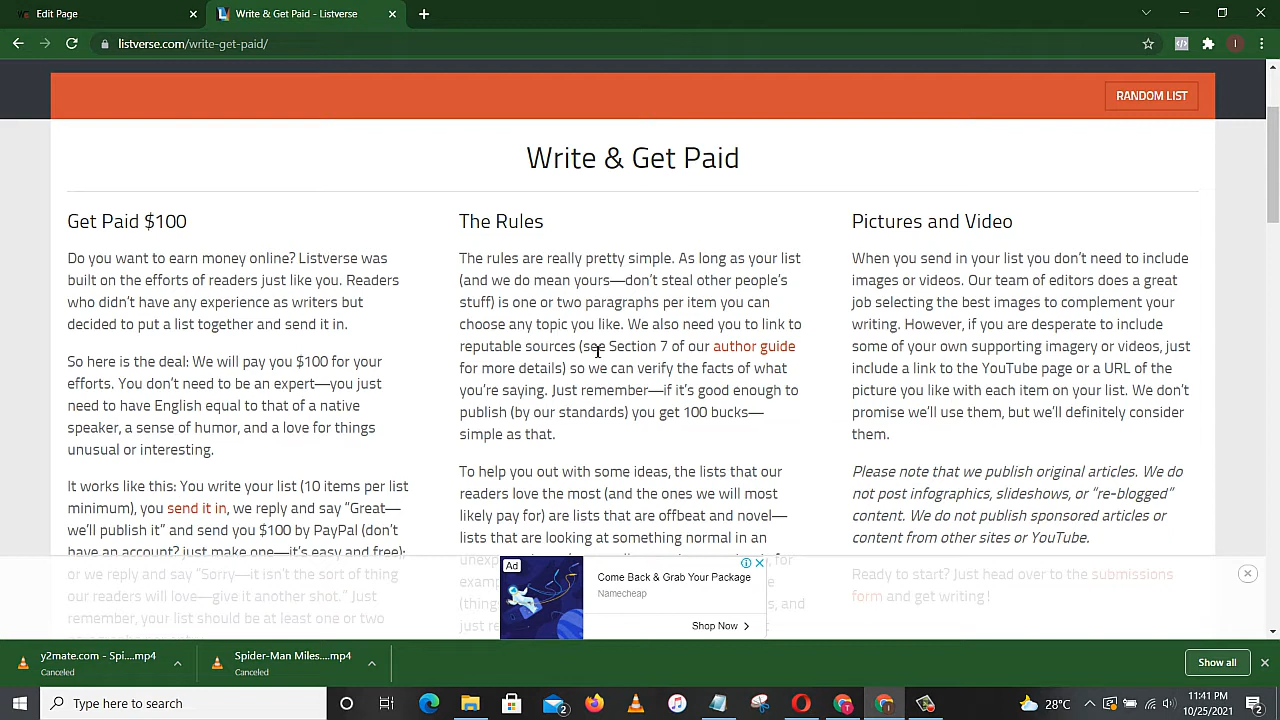 Edit Page
Write & Get Paid - Listverse
listverse.com/write-get-paid/
I
RANDOM LIST
Write & Get Paid
Get Paid $100
Do you want to earn money online? Listverse was
built on the efforts of readers just like you. Readers
who didn't have any experience as writers but
decided to put a list together and send it in.
So here is the deal: We will pay you $100 for your
efforts. You don't need to be an expert—you just
need to have English equal to that of a native
speaker, a sense of humor, and a love for things
unusual or interesting.
It works like this: You write your list (10 items per list
minimum), you send it in, we reply and say "Great—
we'll publish it" and send you $100 by PayPal (don't
have an account? just make one—it's easy and free);
or we reply and say "Sorry—it isn't the sort of thing
our readers will love—give it another shot." Just
remember, your list should be at least one or two
The Rules
The rules are really pretty simple. As long as your list
(and we do mean yours—don't steal other people's
stuff) is one or two paragraphs per item you can
choose any topic you like. We also need you to link to
reputable sources (see Section 7 of our author guide
for more details) so we can verify the facts of what
you're saying. Just remember—if it's good enough to
publish (by our standards) you get 100 bucks—
simple as that.
To help you out with some ideas, the lists that our
readers love the most (and the ones we will most
likely pay for) are lists that are offbeat and novel—
lists that are looking at something normal in an
for
(thing and
just re
Pictures and Video
When you send in your list you don't need to include
images or videos. Our team of editors does a great
job selecting the best images to complement your
writing. However, if you are desperate to include
some of your own supporting imagery or videos, just
include a link to the YouTube page or a URL of the
picture you like with each item on your list. We don't
promise we'll use them, but we'll definitely consider
them.
Please note that we publish original articles. We do
not post infographics, slideshows, or "re-blogged"
content. We do not publish sponsored articles or
content from other sites or YouTube.
Ready to start? Just head over to the submissions
form and get writing!
Ad
Come Back & Grab Your Package
Namecheap
Shop Now
y2mate.com - Spi....mp4
Canceled
Spider-Man Miles....mp4
Canceled
Show all
Type here to search
2
T
I
28°C
11:41 PM
10/25/2021
2